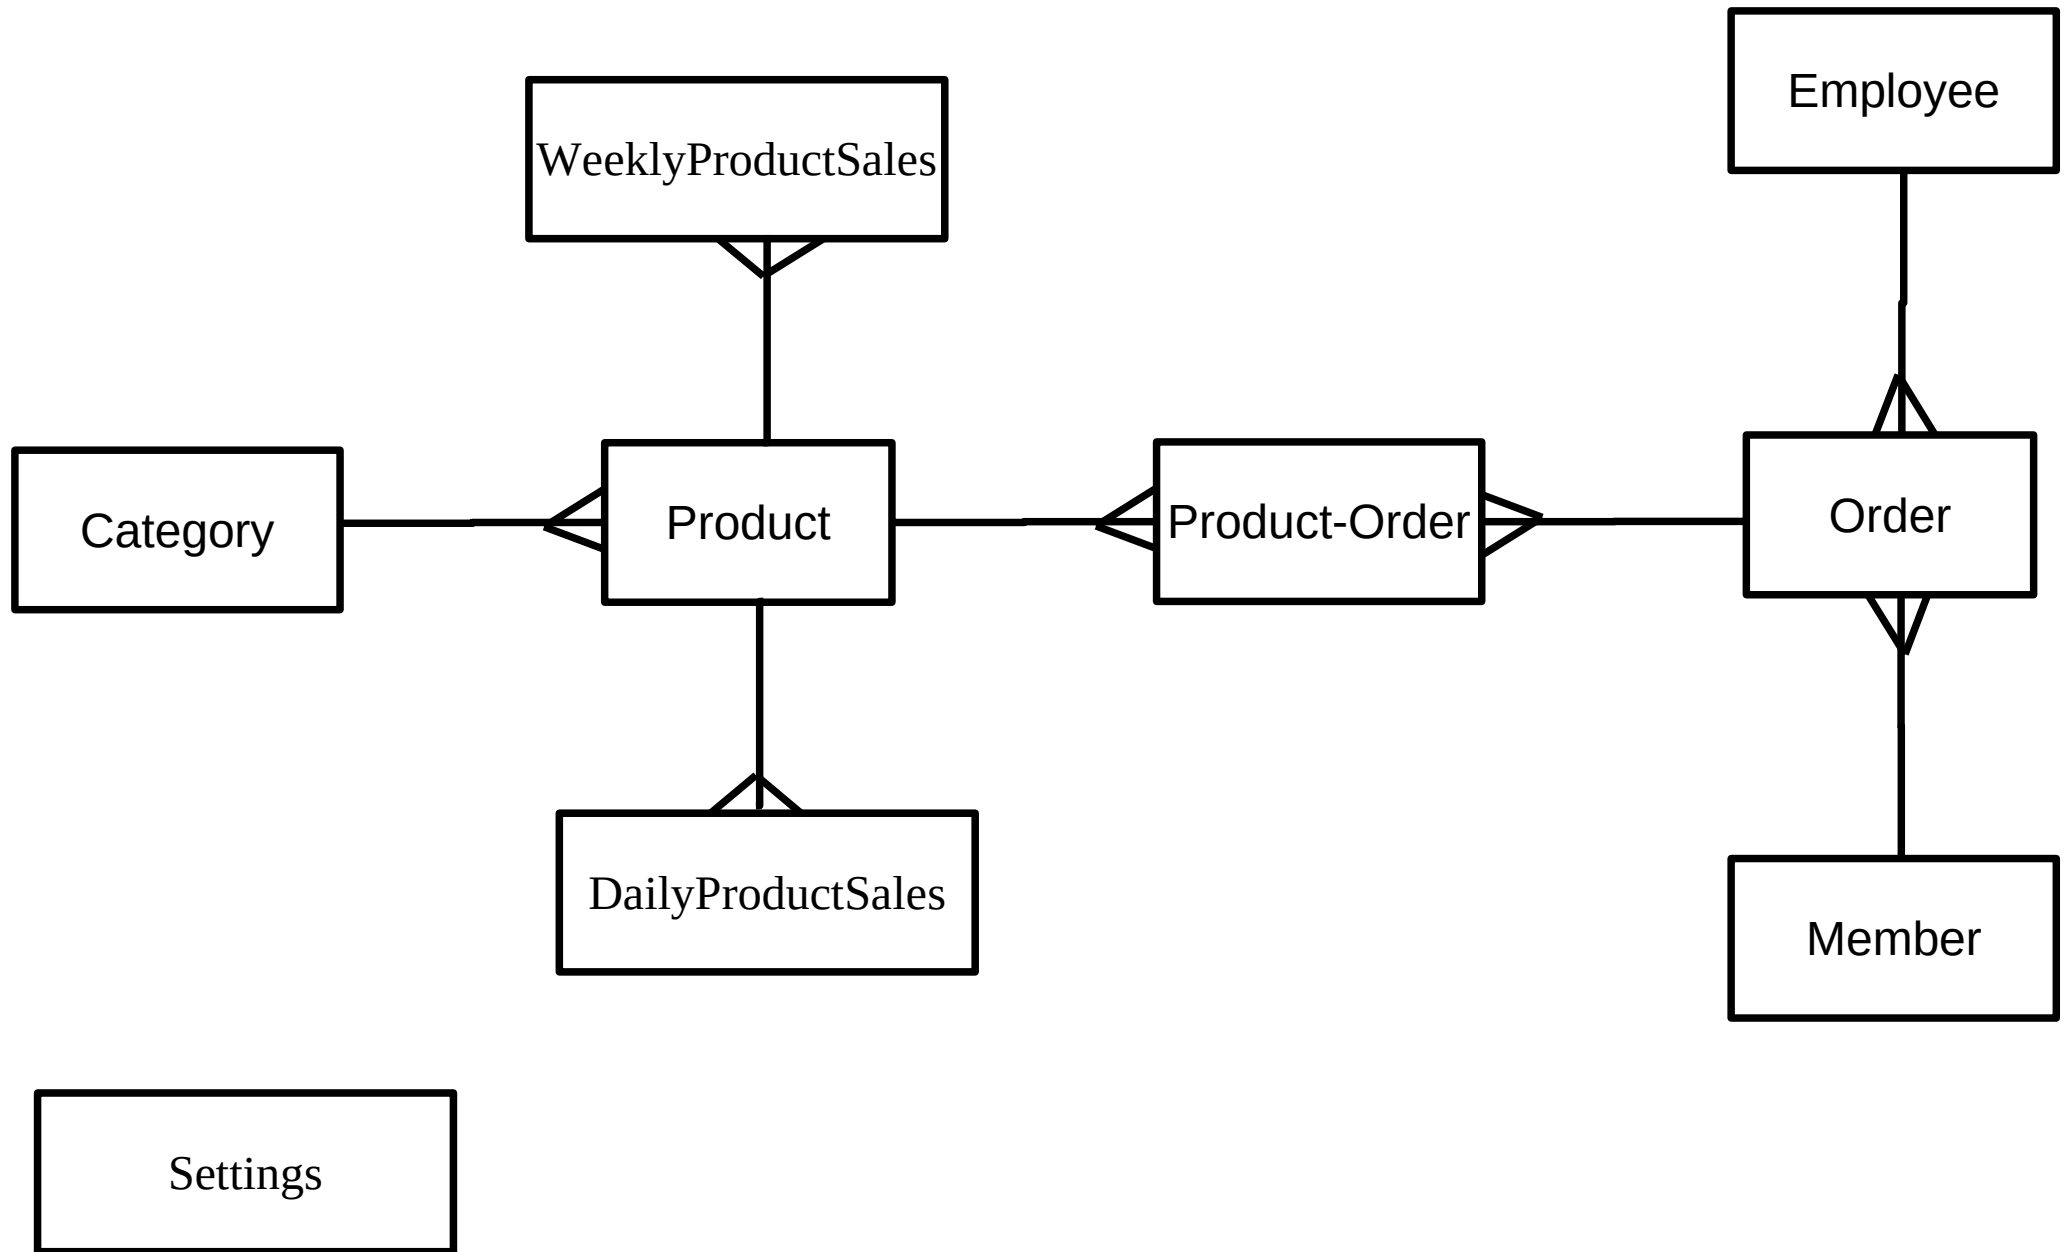 Employee
WeeklyProductSales
Category
Product
Product-Order
Order
DailyProductSales
Member
Settings